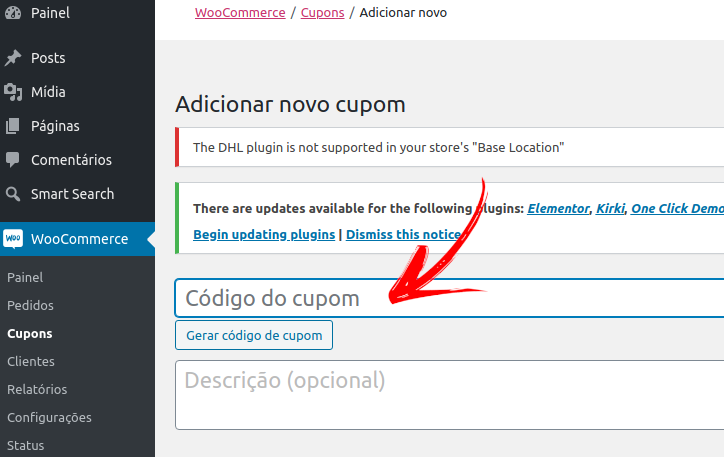 Painel
WooCommerce / Cupons / Adicionar novo
Posts
Mídia
Páginas
Comentários
Smart Search
WOO WooCommerce
Painel
Pedidos
Cupons
Clientes
Relatórios
Configurações
Status
Adicionar novo cupom
The DHL plugin is not supported in your store's "Base Location"
There are updates available for the following plugins: Elementor, Kirki, One Click Demo
Begin updating plugins | Dismiss this notice
Código do cupom
Gerar código de cupom
Descrição (opcional)